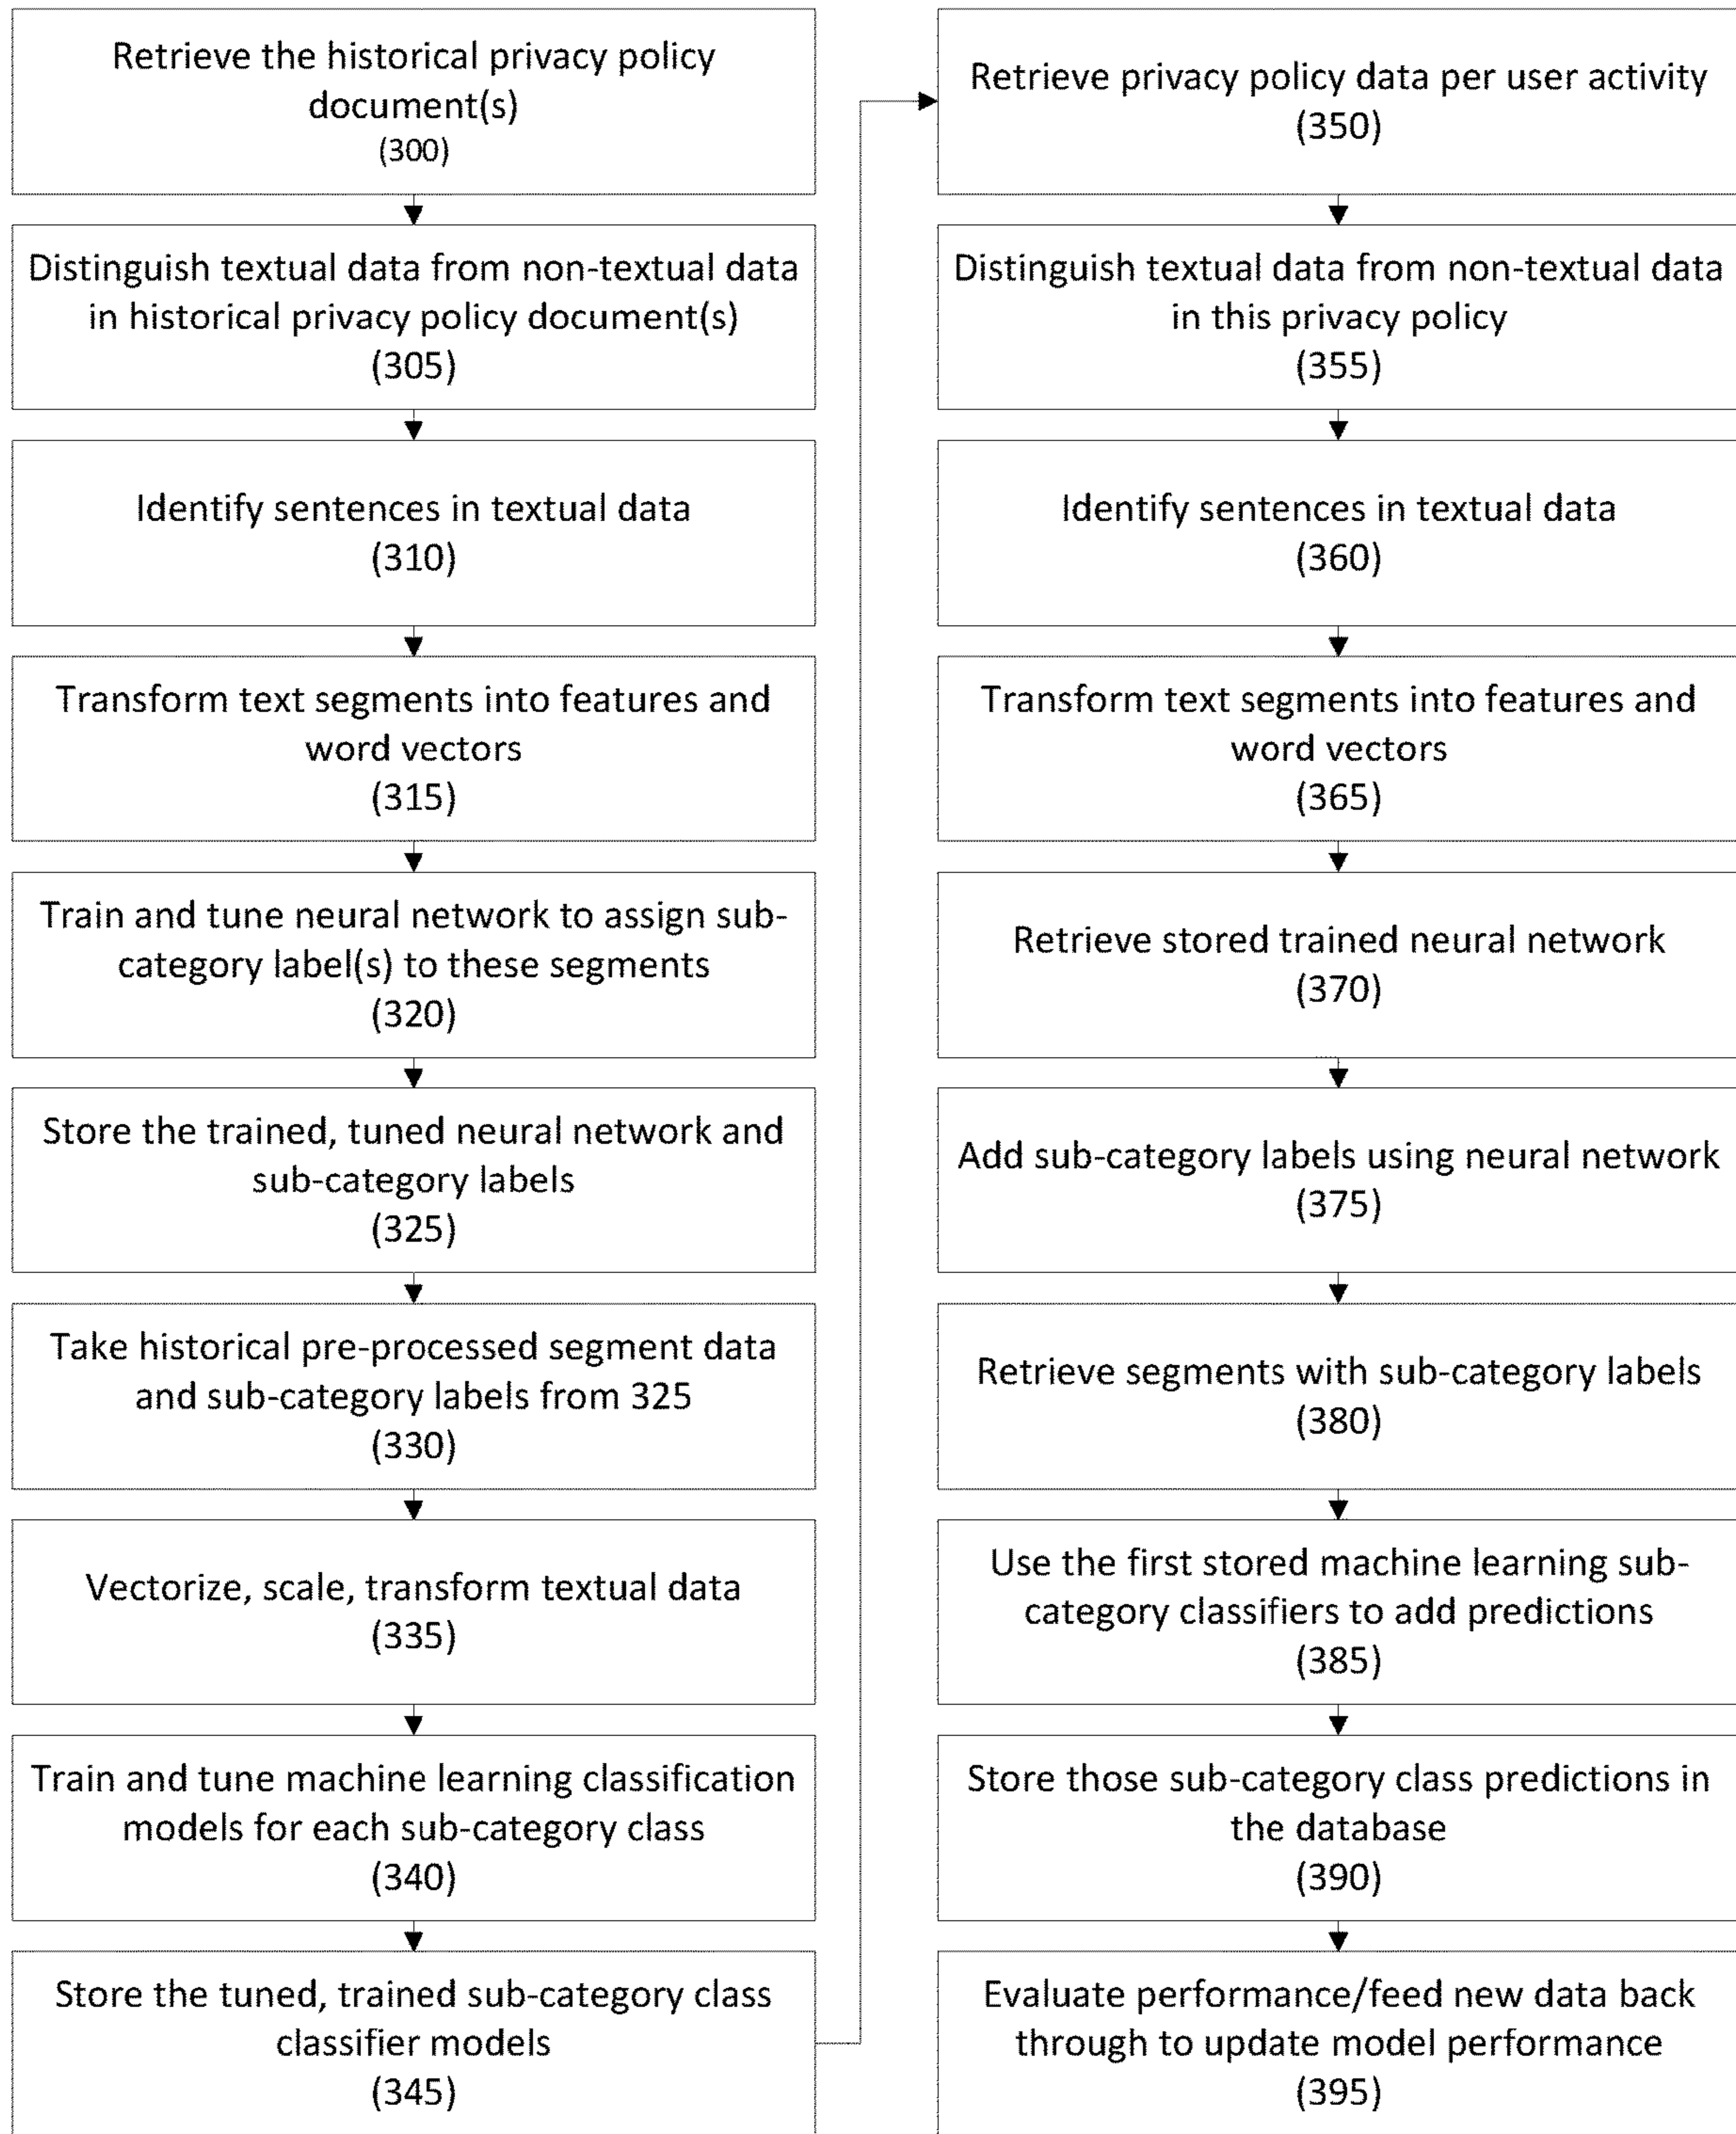 Retrieve the historical privacy policy
document(s)
(300)
Distinguish textual data from non-textual data
in historical privacy policy document(s)
(305)
Identify sentences in textual data
(310)
Transform text segments into features and
word vectors
(315)
Train and tune neural network to assign sub-
category label(s) to these segments
(320)
Store the trained, tuned neural network and
sub-category labels
(325)
Take historical pre-processed segment data
and sub-category labels from 325
(330)
Vectorize, scale, transform textual data
(335)
Train and tune machine learning classification
models for each sub-category class
(340)
Store the tuned, trained sub-category class
classifier models
(345)
Retrieve privacy policy data per user activity
(350)
Distinguish textual data from non-textual data
in this privacy policy
(355)
Identify sentences in textual data
(360)
Transform text segments into features and
word vectors
(365)
Retrieve stored trained neural network
(370)
Add sub-category labels using neural network
(375)
Retrieve segments with sub-category labels
(380)
Use the first stored machine learning sub-
category classifiers to add predictions
(385)
Store those sub-category class predictions in
the database
(390)
Evaluate performance/feed new data back
through to update model performance
(395)